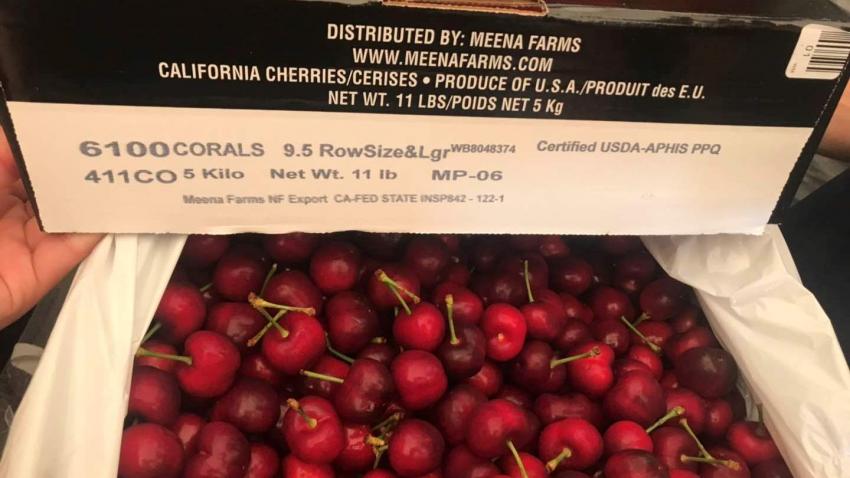 DISTRIBUTED BY: MEENA FARMS
WWW.MEENAFARMS.COM
CALIFORNIA CHERRIES/CERISES • PRODUCE OF U.S.A./PRODUIT des E.U.
NET WT. 11 LBS/POIDS NET 5 Kg
01
6100CORALS 9.5 RowSize&Lgr WB8048374 Certified USDA-APHIS PPQ
411CO 5 Kilo Net Wt. 11 lb MP-06
Meena Farms NF Export CA-FED STATE INSP842 - 122-1